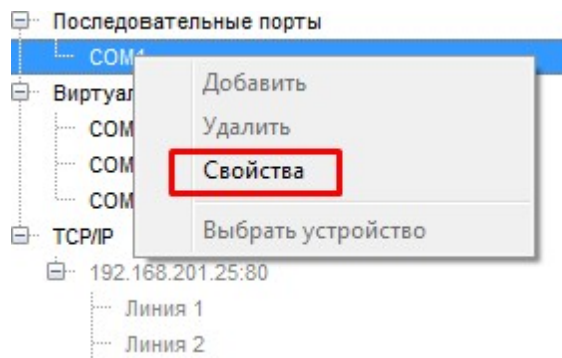 Последовательные порты
COM1
Добавить
Виртуал
Удалить
COM
COM
Свойства
COM
TCP/IP
Выбрать устройство
192.168.201.25:80
Линия 1
Линия 2